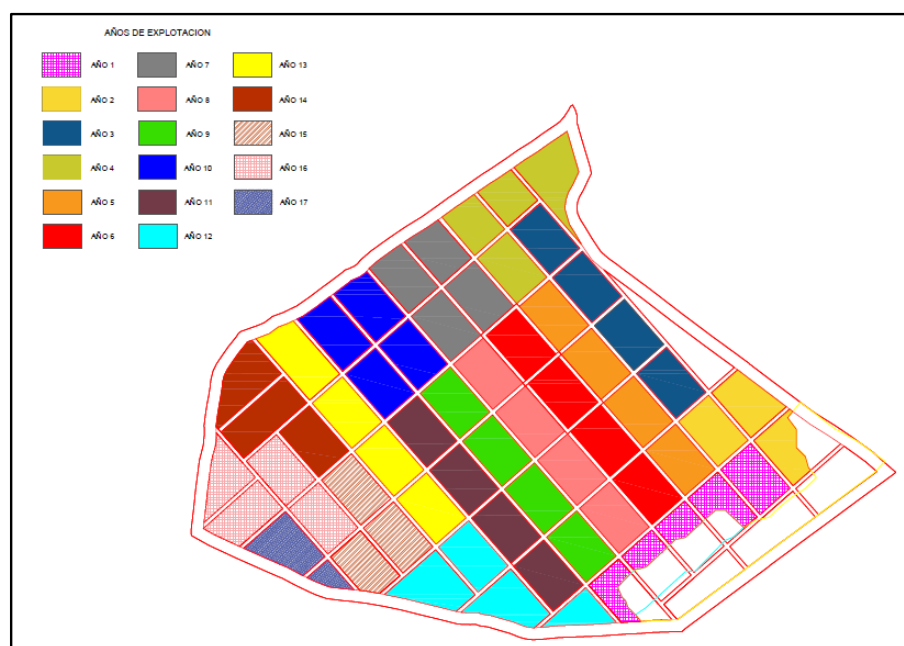 AÑOS DE EXPLOTACION
AÑO 1 AÑO 7 AÑO 13
AÑO 2 AÑO 8 AÑO 14
AÑO 3 AÑO 9 AÑO 15
AÑO 4 AÑO 10 AÑO 16
AÑO 5 AÑO 11 AÑO 17
AÑO 6 AÑO 12